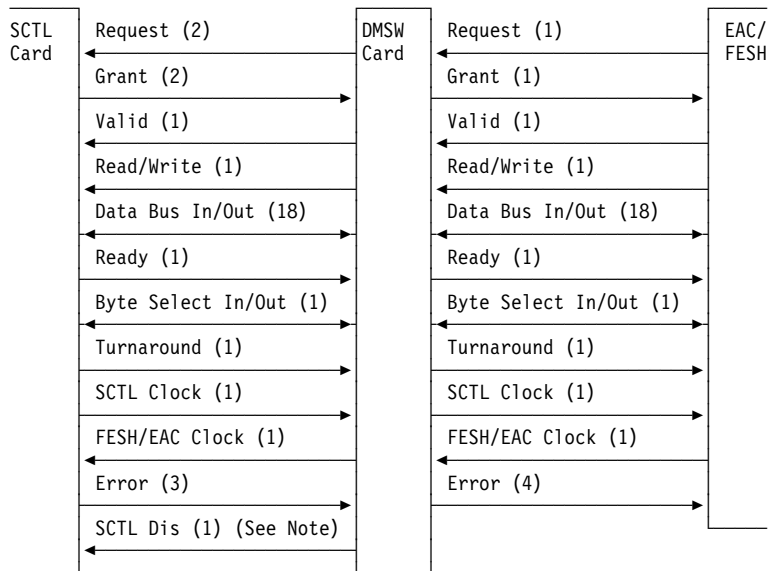 SCTL Card
DMSW Card
EAC/ FESH
Request (2)
Request (1)
Grant (2)
Grant (1)
Valid (1)
Valid (1)
Read/Write (1)
Read/Write (1)
Data Bus In/Out (18)
Data Bus In/Out (18)
Ready (1)
Ready (1)
Byte Select In/Out (1)
Byte Select In/Out (1)
Turnaround (1)
Turnaround (1)
SCTL Clock (1)
SCTL Clock (1)
FESH/EAC Clock (1)
FESH/EAC Clock (1)
Error (3)
Error (4)
SCTL Dis (1) (See Note)